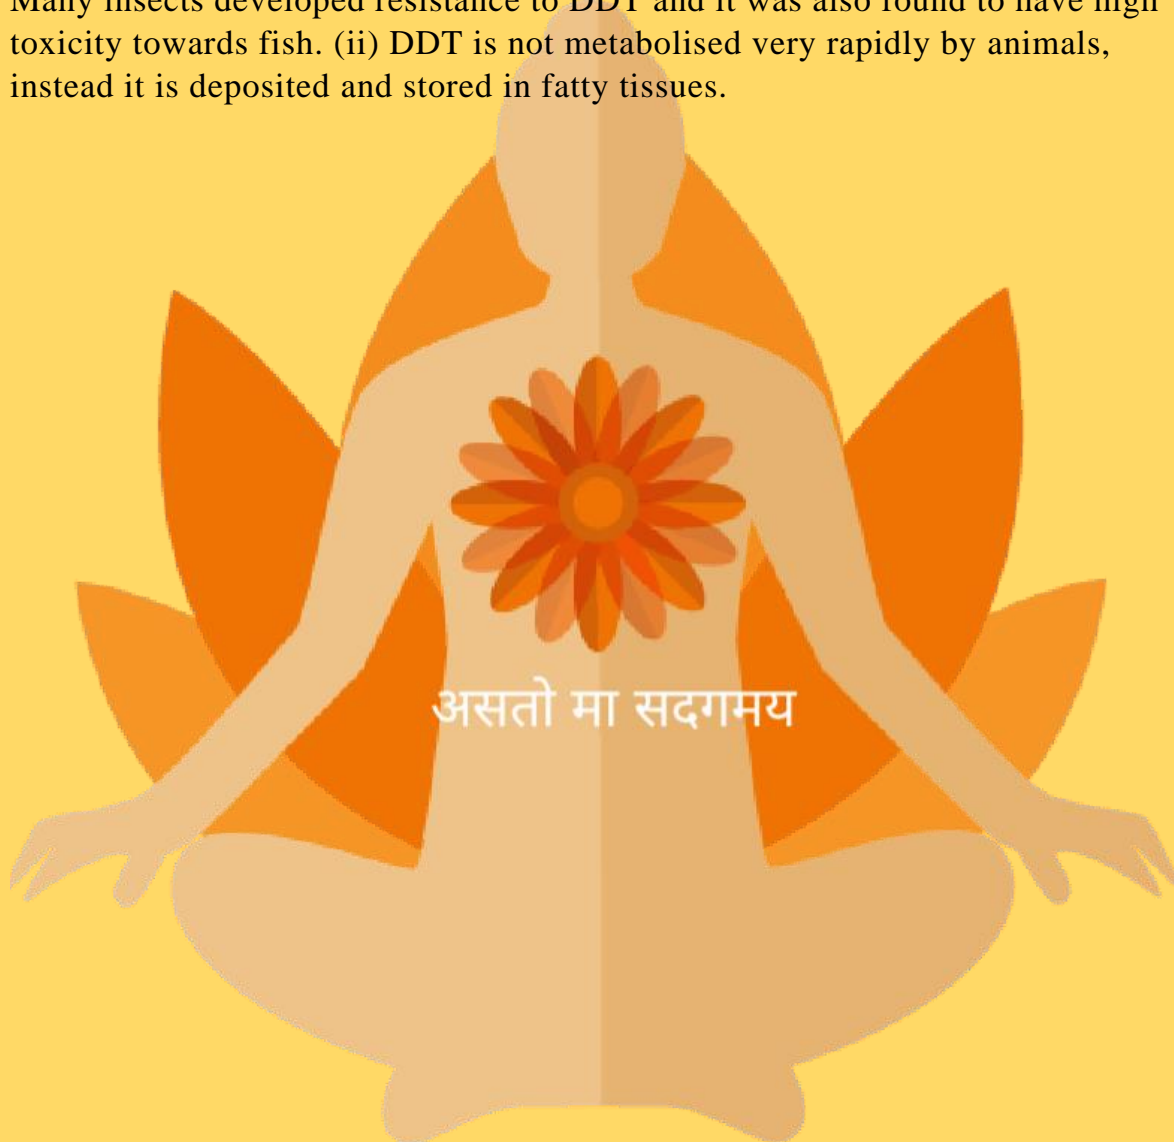 Many insects developed resistance to DDT and it was also found to have high
toxicity towards fish. (ii) DDT is not metabolised very rapidly by animals,
instead it is deposited and stored in fatty tissues.
असतो मा सदगमय